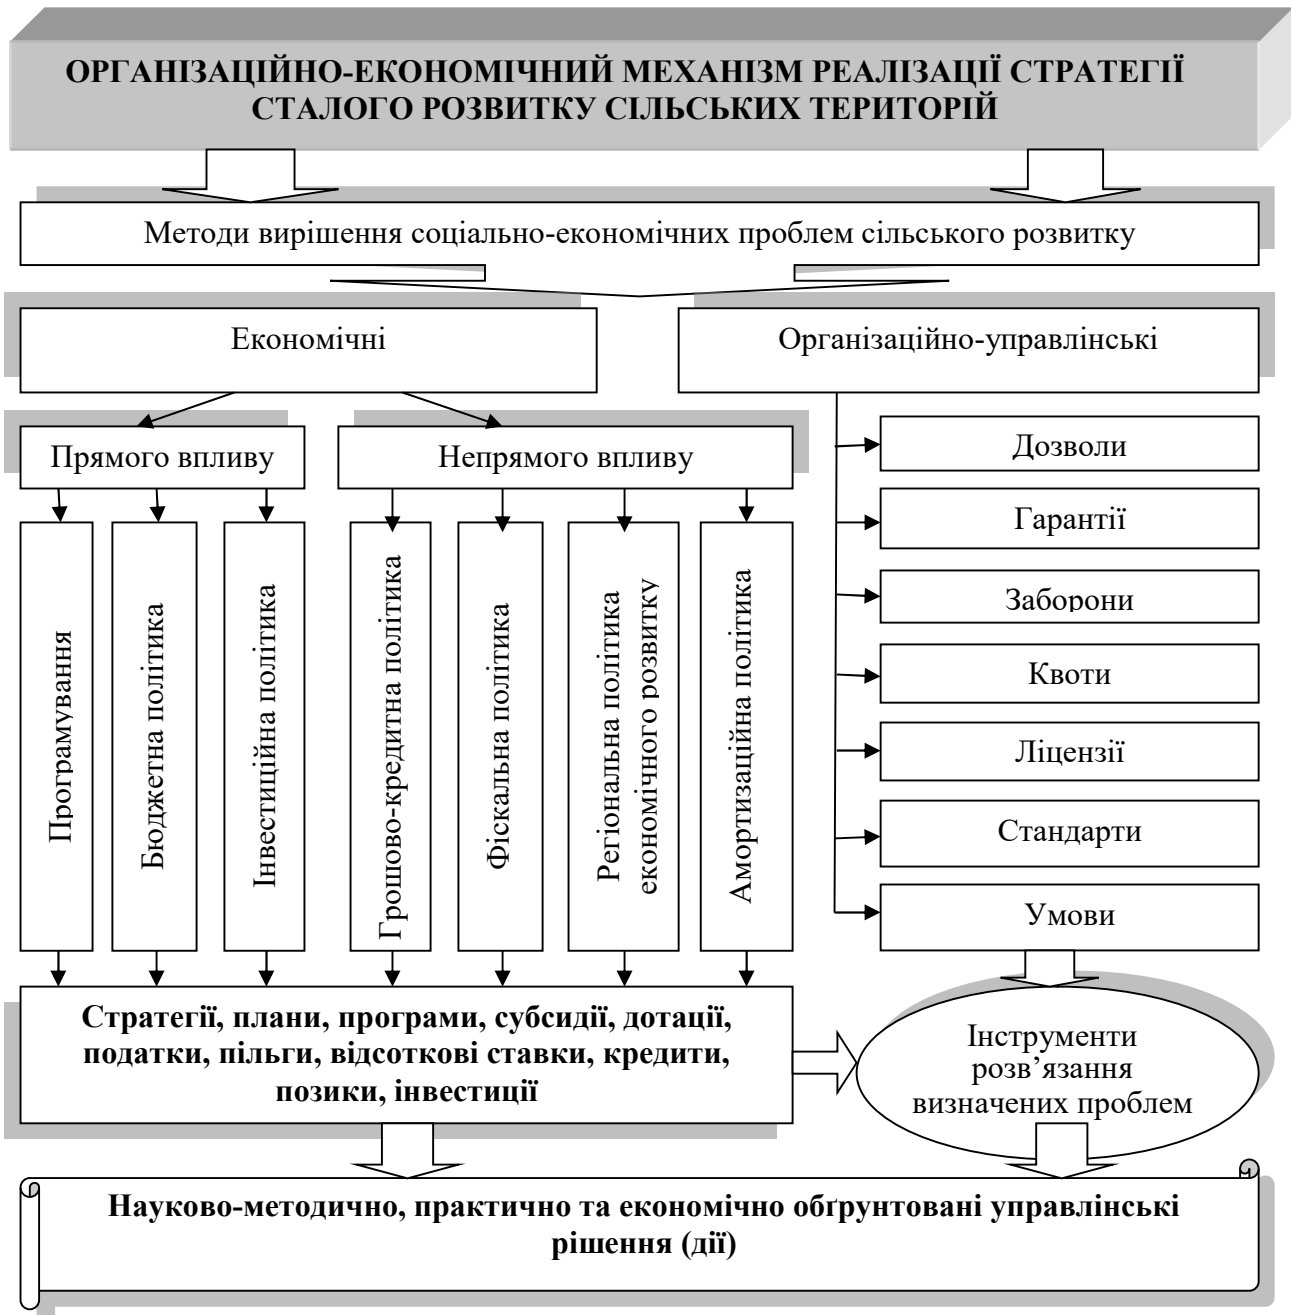 ОРГАНІЗАЦІЙНО-ЕКОНОМІЧНИЙ МЕХАНІЗМ РЕАЛІЗАЦІЇ СТРАТЕГІЇ
СТАЛОГО РОЗВИТКУ СІЛЬСЬКИХ ТЕРИТОРІЙ
Методи вирішення соціально-економічних проблем сільського розвитку
Економічні
Організаційно-управлінські
Прямого впливу
Непрямого впливу
Програмування
Бюджетна політика
Інвестиційна політика
Грошово-кредитна політика
Фіскальна політика
Регіональна політика
економічного розвитку
Амортизаційна політика
Дозволи
Гарантії
Заборони
Квоти
Ліцензії
Стандарти
Умови
Стратегії, плани, програми, субсидії, дотації,
податки, пільги, відсоткові ставки, кредити,
позики, інвестиції
Інструменти
розв’язання
визначених проблем
Науково-методично, практично та економічно обґрунтовані управлінські
рішення (дії)